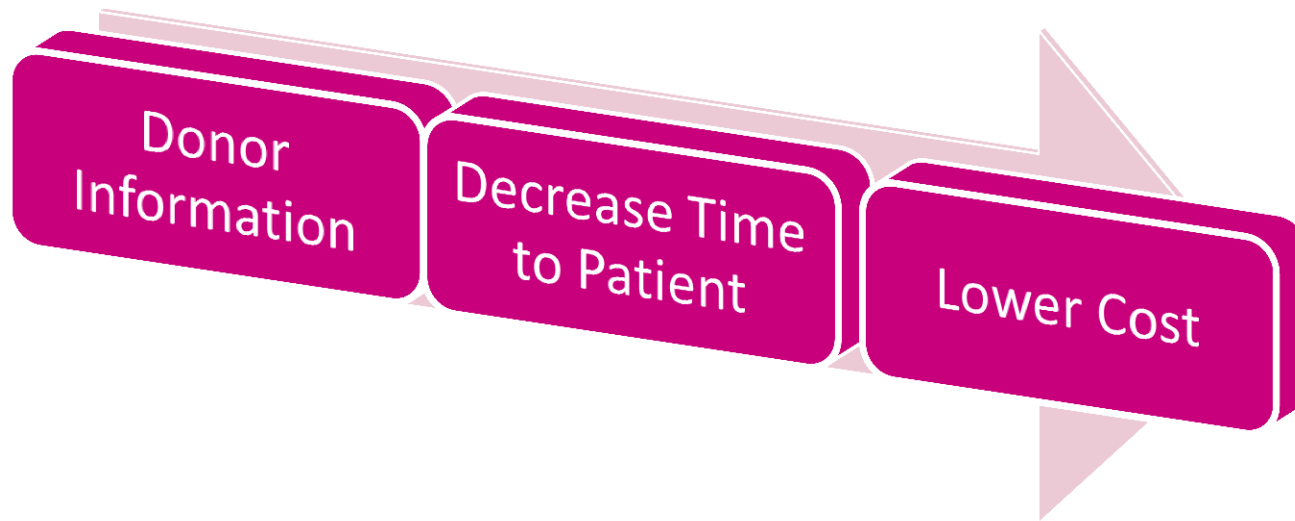 Donor
Information
Decrease Time
to Patient
Lower Cost